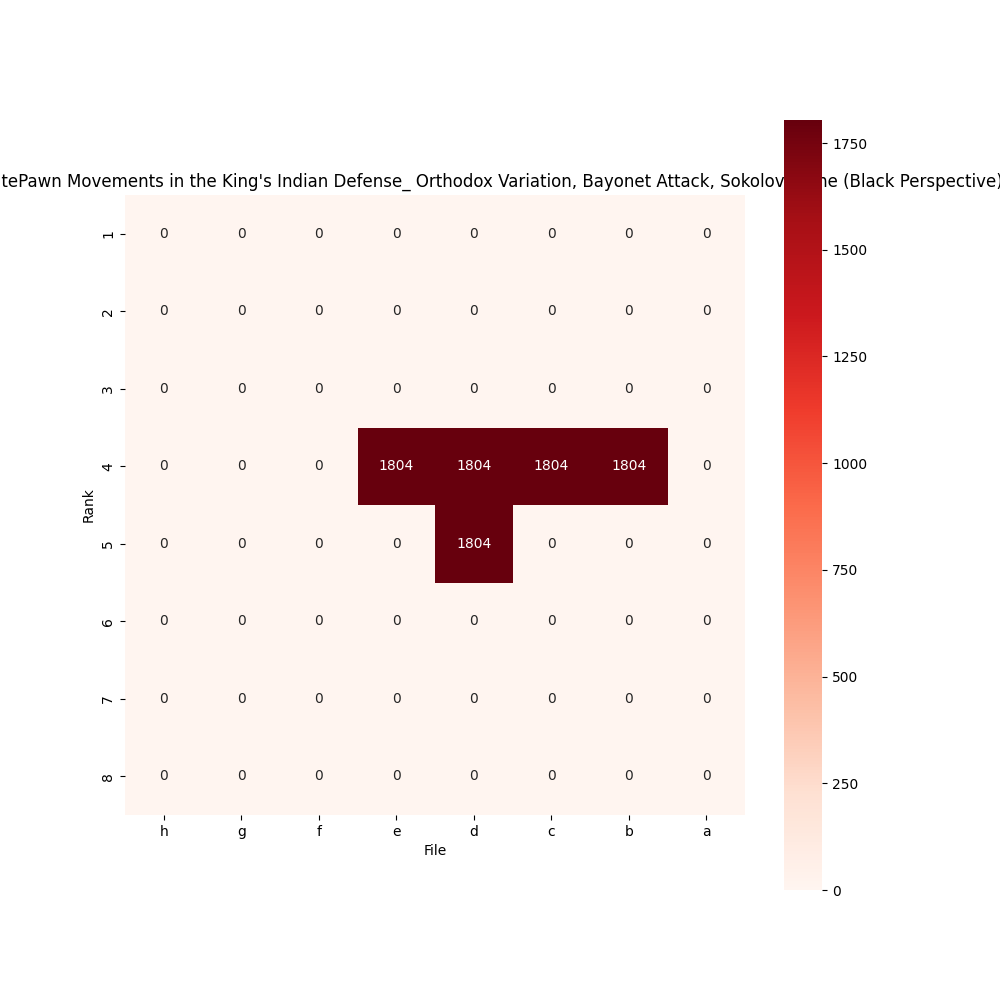 tePawn Movements in the King's Indian Defense_ Orthodox Variation, Bayonet Attack, Sokolov ne (Black Perspective)
Rank
1 0 0 0 0 0 0 0 0
2 0 0 0 0 0 0 0 0
3 0 0 0 0 0 0 0 0
4 0 0 0 1804 1804 1804 1804 0
5 0 0 0 0 1804 0 0 0
6 0 0 0 0 0 0 0 0
7 0 0 0 0 0 0 0 0
8 0 0 0 0 0 0 0 0
h g f e d c b a
File
1750
1500
1250
1000
750
500
250
0